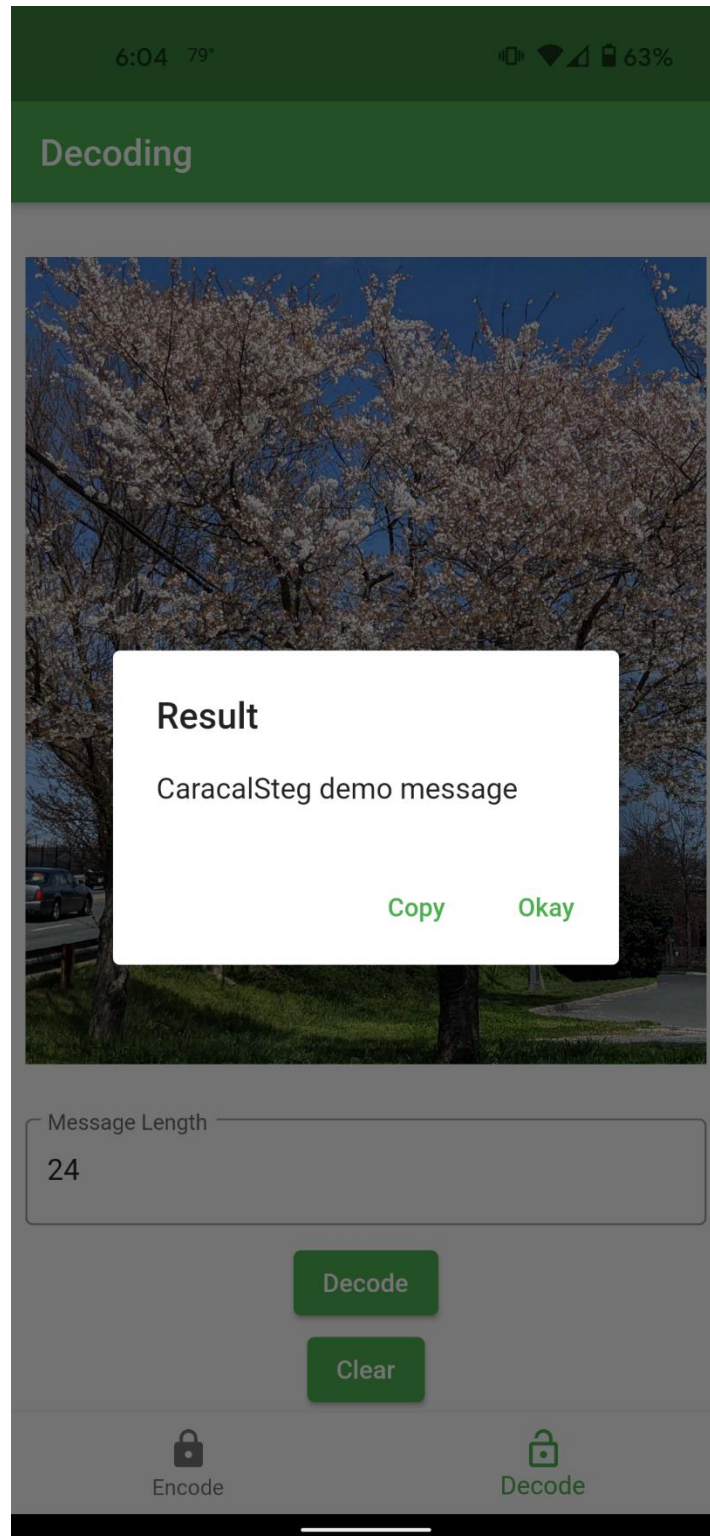 6:04 79° 63%
Decoding
Result
CaracalSteg demo message
Copy Okay
Message Length
24
Decode
Clear
Encode Decode